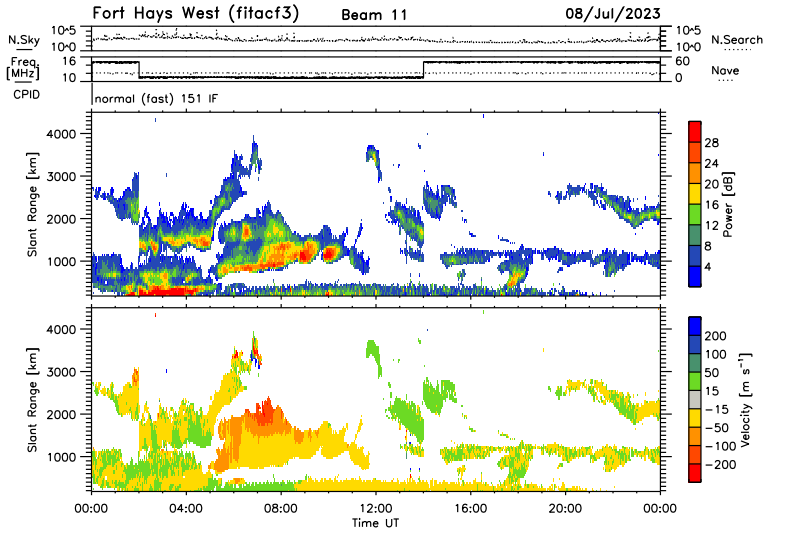 Fort Hays West (fitacf3) Beam 11 08/Jul/2023
N.Sky 10^5 10^0 10^5 10^0 N.Search
Freq. [MHz] 16 10 60 0 Nave
CPID normal (fast) 151 IF
Slant Range [km]
4000
3000
2000
1000
28
24
20
16
12
8
4
Power [dB]
Slant Range [km]
4000
3000
2000
1000
200
100
50
15
−15
−50
−100
−200
Velocity [m s⁻¹]
00:00 04:00 08:00 12:00 16:00 20:00 00:00
Time UT